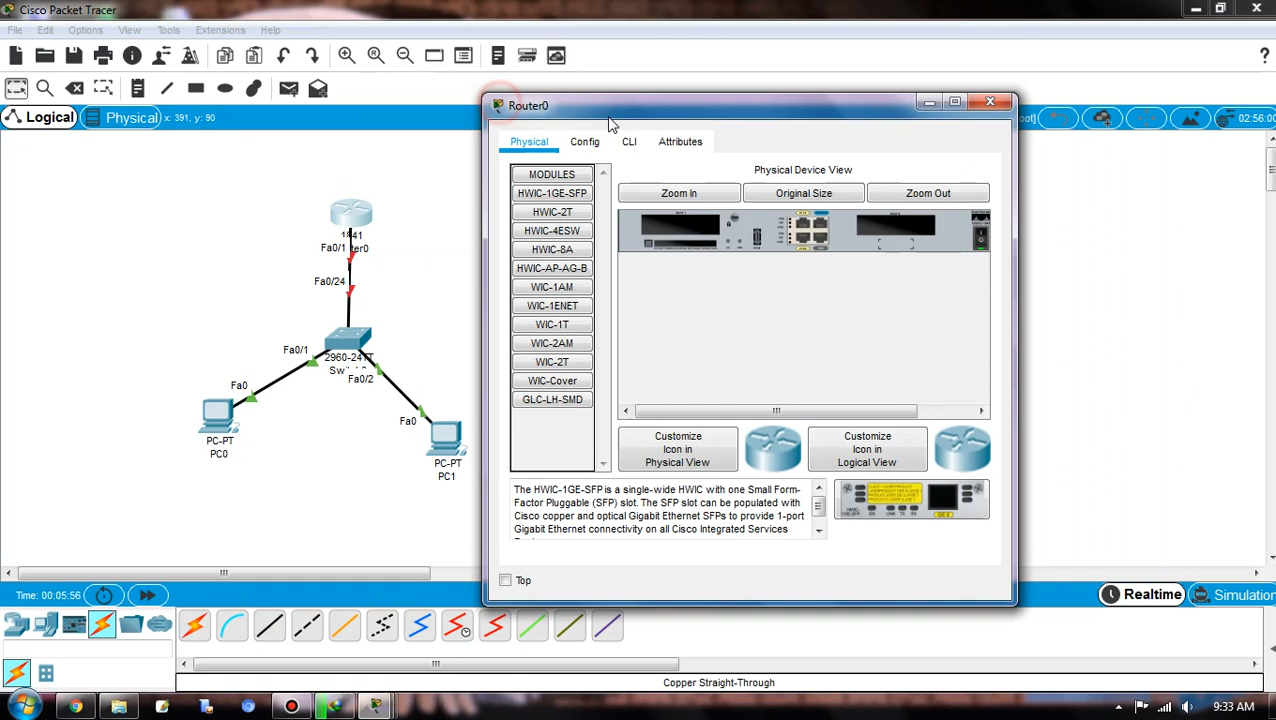 Cisco Packet Tracer
File Edit Options View Tools Extensions Help
?
Logical
Physical
x: 391, y: 90
oot]
02:56:00
Router0
Physical
Config
CLI
Attributes
MODULES
HWIC-1GE-SFP
HWIC-2T
HWIC-4ESW
HWIC-8A
HWIC-AP-AG-B
WIC-1AM
WIC-1ENET
WIC-1T
WIC-2AM
WIC-2T
WIC-Cover
GLC-LH-SMD
Physical Device View
Zoom In
Original Size
Zoom Out
Customize
Icon in
Physical View
Customize
Icon in
Logical View
The HWIC-1GE-SFP is a single-wide HWIC with one Small Form-
Factor Pluggable (SFP) slot. The SFP slot can be populated with
Cisco copper and optical Gigabit Ethernet SFPs to provide 1-port
Gigabit Ethernet connectivity on all Cisco Integrated Services
Top
1841
Fa0/1
ter0
Fa0/24
Fa0/1
2960-24TT
Fa0/2
Fa0
PC-PT
PC0
Fa0
PC-PT
PC1
Time: 00:05:56
Realtime
Simulation
Copper Straight-Through
9:33 AM